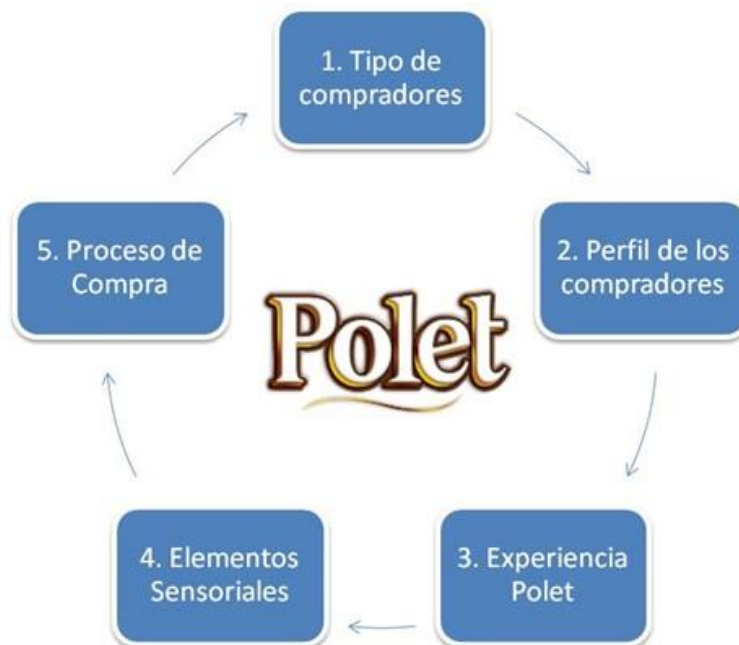 1. Tipo de
compradores
2. Perfil de los
compradores
3. Experiencia
Polet
4. Elementos
Sensoriales
5. Proceso de
Compra
Polet